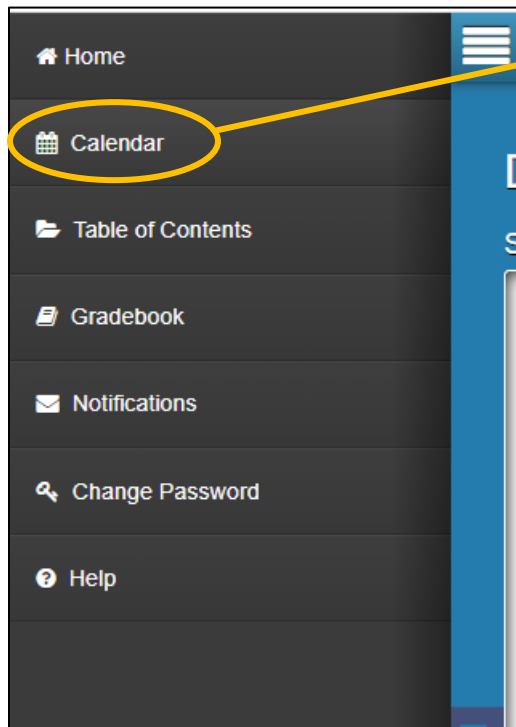 Home
Calendar
Table of Contents
Gradebook
Notifications
Change Password
Help